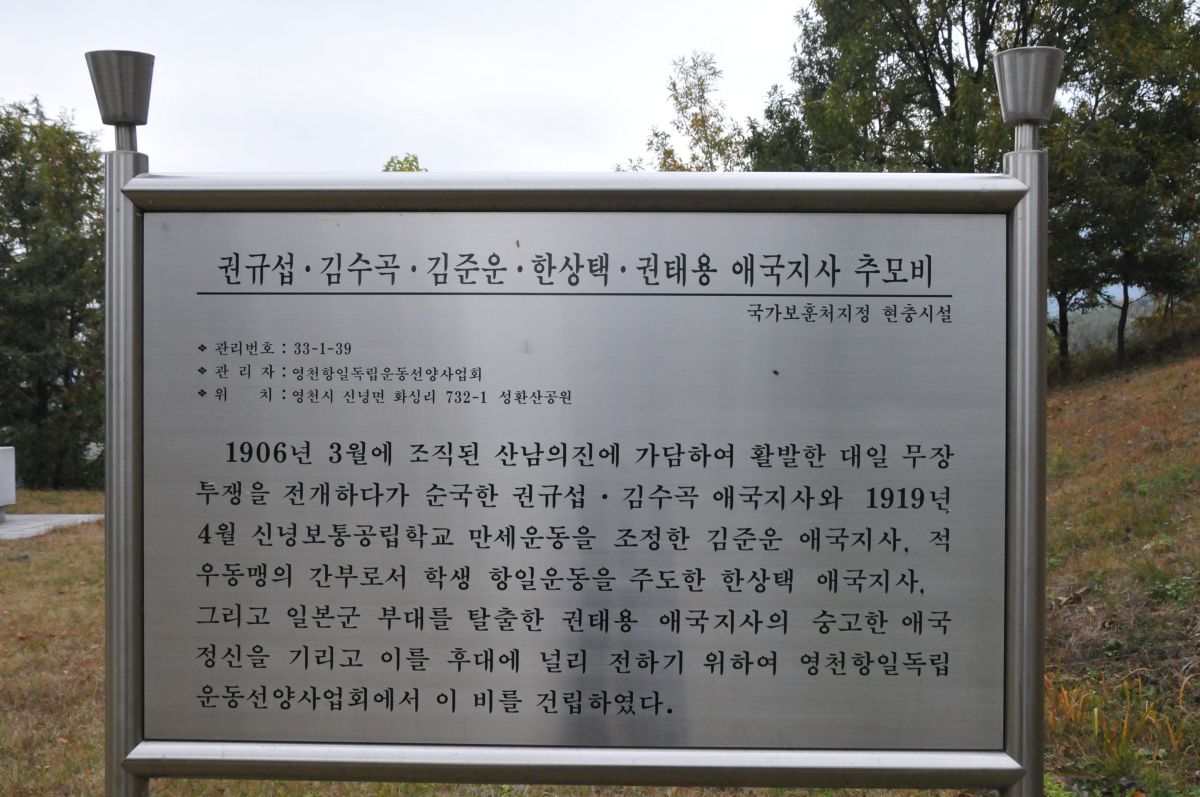 권규섭·김수곡·김준운·한상택·권태용 애국지사 추모비
국가보훈처지정 현충시설
❖ 관리번호 : 33-1-39
❖ 관 리 자 : 영천항일독립운동선양사업회
❖ 위 치 : 영천시 신녕면 화성리 732-1 성환산공원
1906년 3월에 조직된 산남의진에 가담하여 활발한 대일 무장
투쟁을 전개하다가 순국한 권규섭·김수곡 애국지사와 1919년
4월 신녕보통공립학교 만세운동을 조정한 김준운 애국지사, 적
우동맹의 간부로서 학생 항일운동을 주도한 한상택 애국지사,
그리고 일본군 부대를 탈출한 권태용 애국지사의 숭고한 애국
정신을 기리고 이를 후대에 널리 전하기 위하여 영천항일독립
운동선양사업회에서 이 비를 건립하였다.